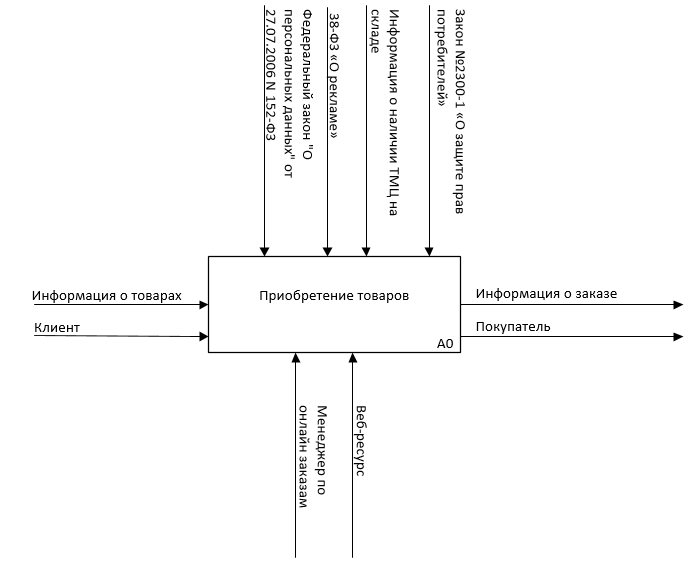 Федеральный закон "О
персональных данных" от
27.07.2006 N 152-ФЗ
38-ФЗ «О рекламе»
Информация о наличии ТМЦ на
складе
Закон №2300-1 «О защите прав
потребителей»
Информация о товарах
Клиент
Приобретение товаров
A0
Информация о заказе
Покупатель
Менеджер по
онлайн заказам
Веб-ресурс